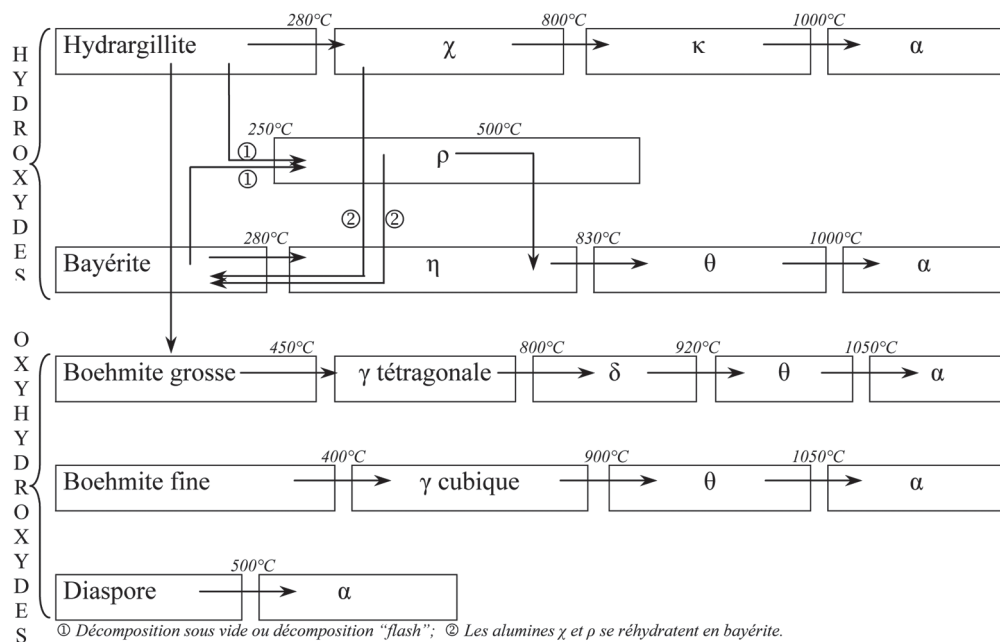 HYDROXYDES
280°C 800°C 1000°C
Hydrargillite χ κ α
250°C 500°C
① ρ
①
② ②
280°C 830°C 1000°C
Bayérite η θ α
OXYHYDROXYDES
450°C 800°C 920°C 1050°C
Boehmite grosse γ tétragonale δ θ α
400°C 900°C 1050°C
Boehmite fine γ cubique θ α
500°C
Diaspore α
① Décomposition sous vide ou décomposition “flash”; ② Les alumines χ et ρ se réhydratent en bayérite.